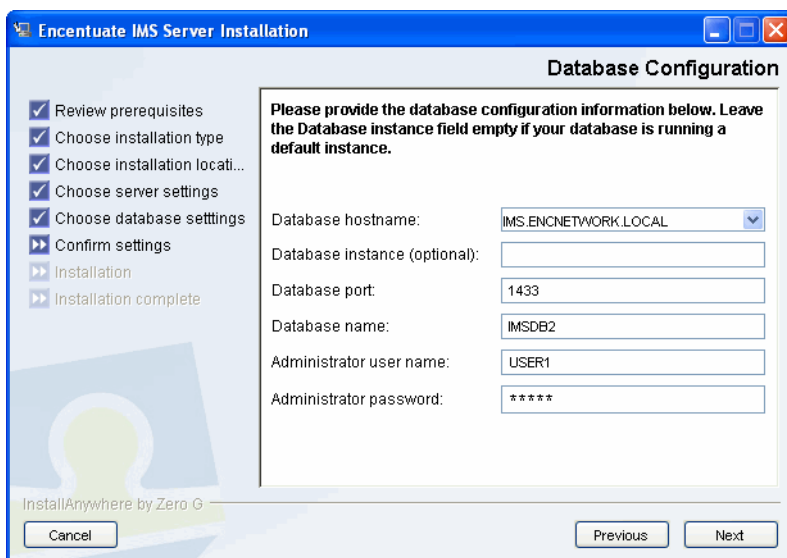 Encentuate IMS Server Installation
Database Configuration
Review prerequisites
Choose installation type
Choose installation locati...
Choose server settings
Choose database setttings
Confirm settings
Installation
Installation complete
Please provide the database configuration information below. Leave
the Database instance field empty if your database is running a
default instance.
Database hostname: IMS.ENCNETWORK.LOCAL
Database instance (optional):
Database port: 1433
Database name: IMSDB2
Administrator user name: USER1
Administrator password: *****
InstallAnywhere by Zero G
Cancel Previous Next